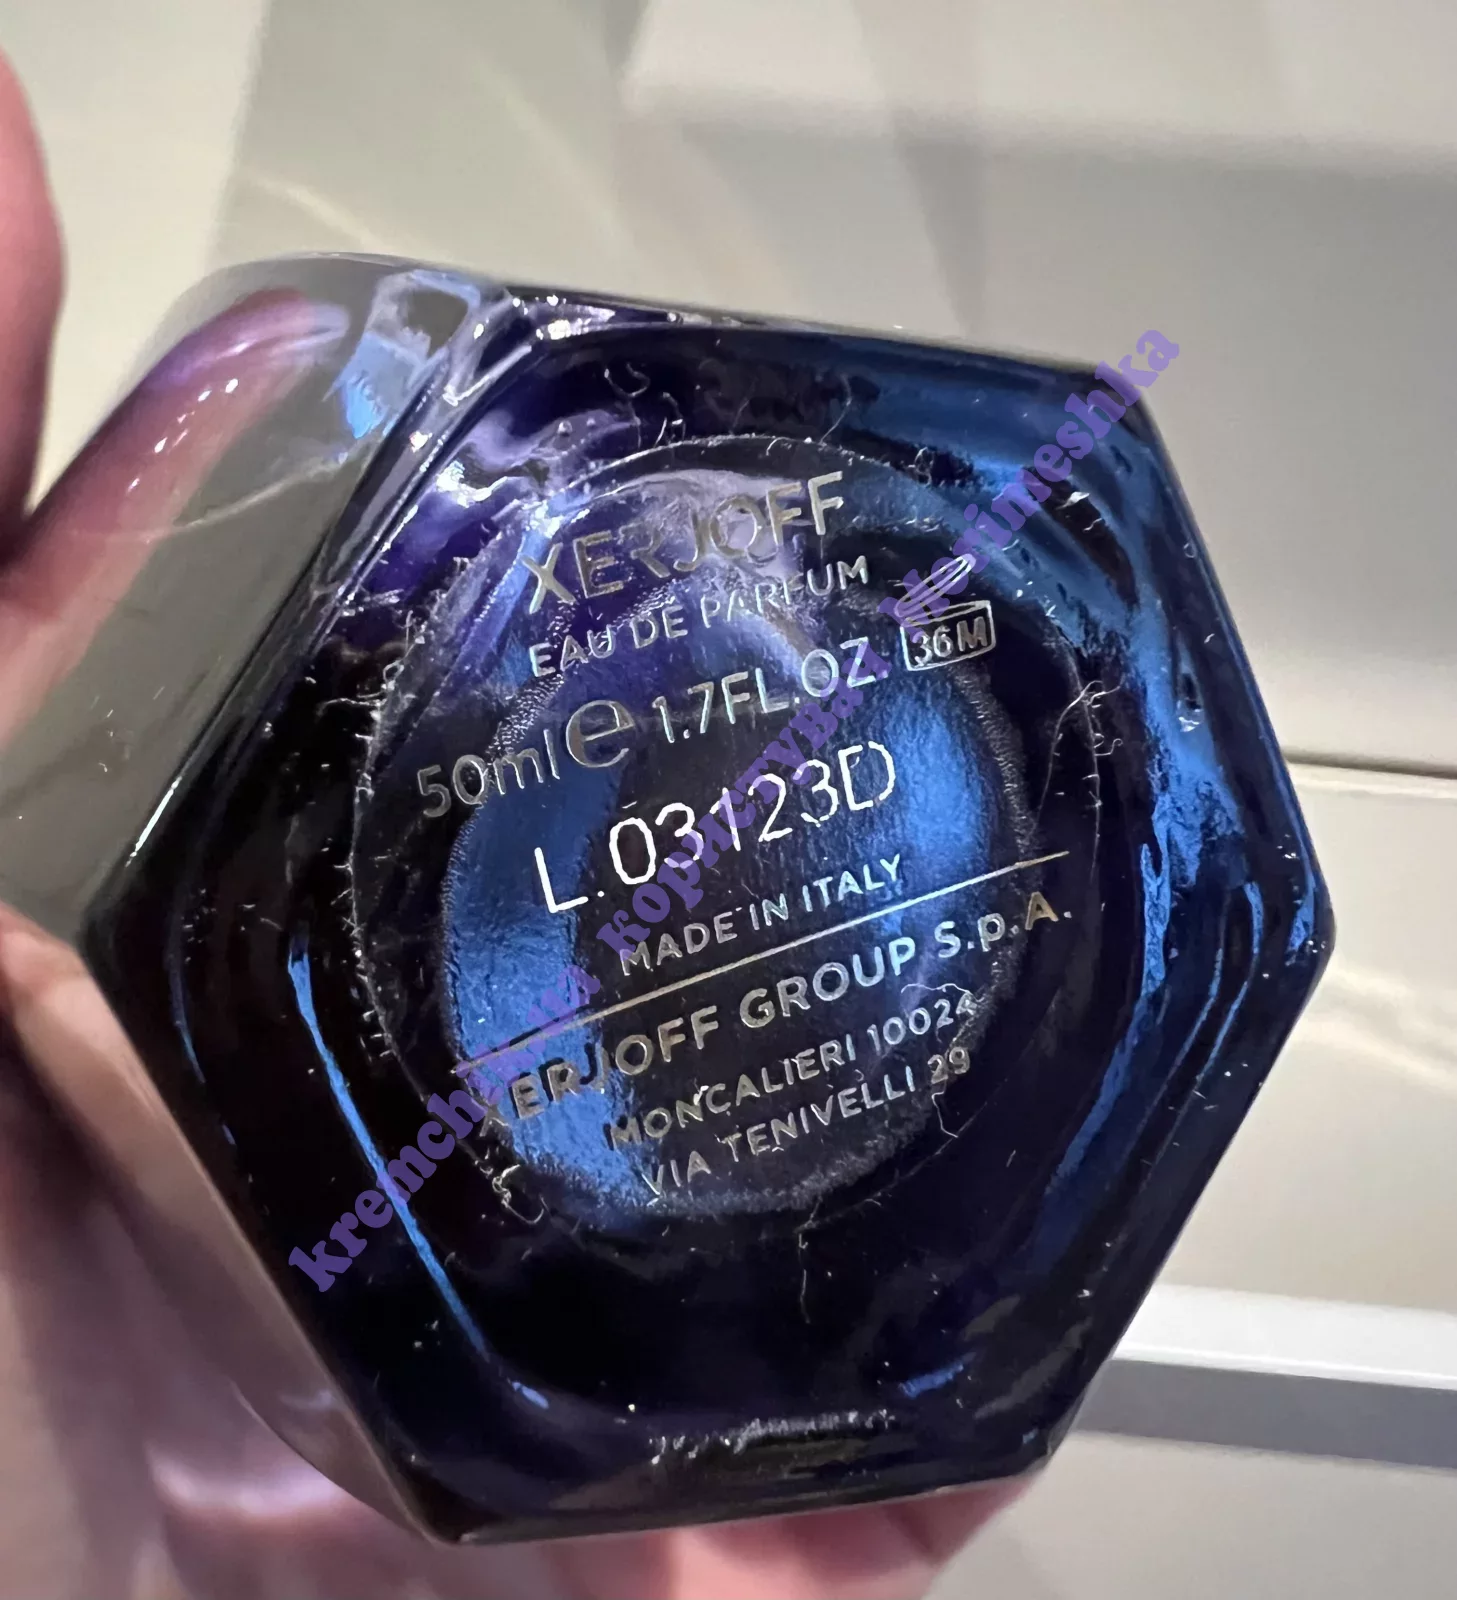 XERJOFF
EAU DE PARFUM
50ml e 1.7FL.OZ 36M
L.03123D
MADE IN ITALY
XERJOFF GROUP S.p.A.
MONCALIERI 10024
VIA TENIVELLI 29
користувач